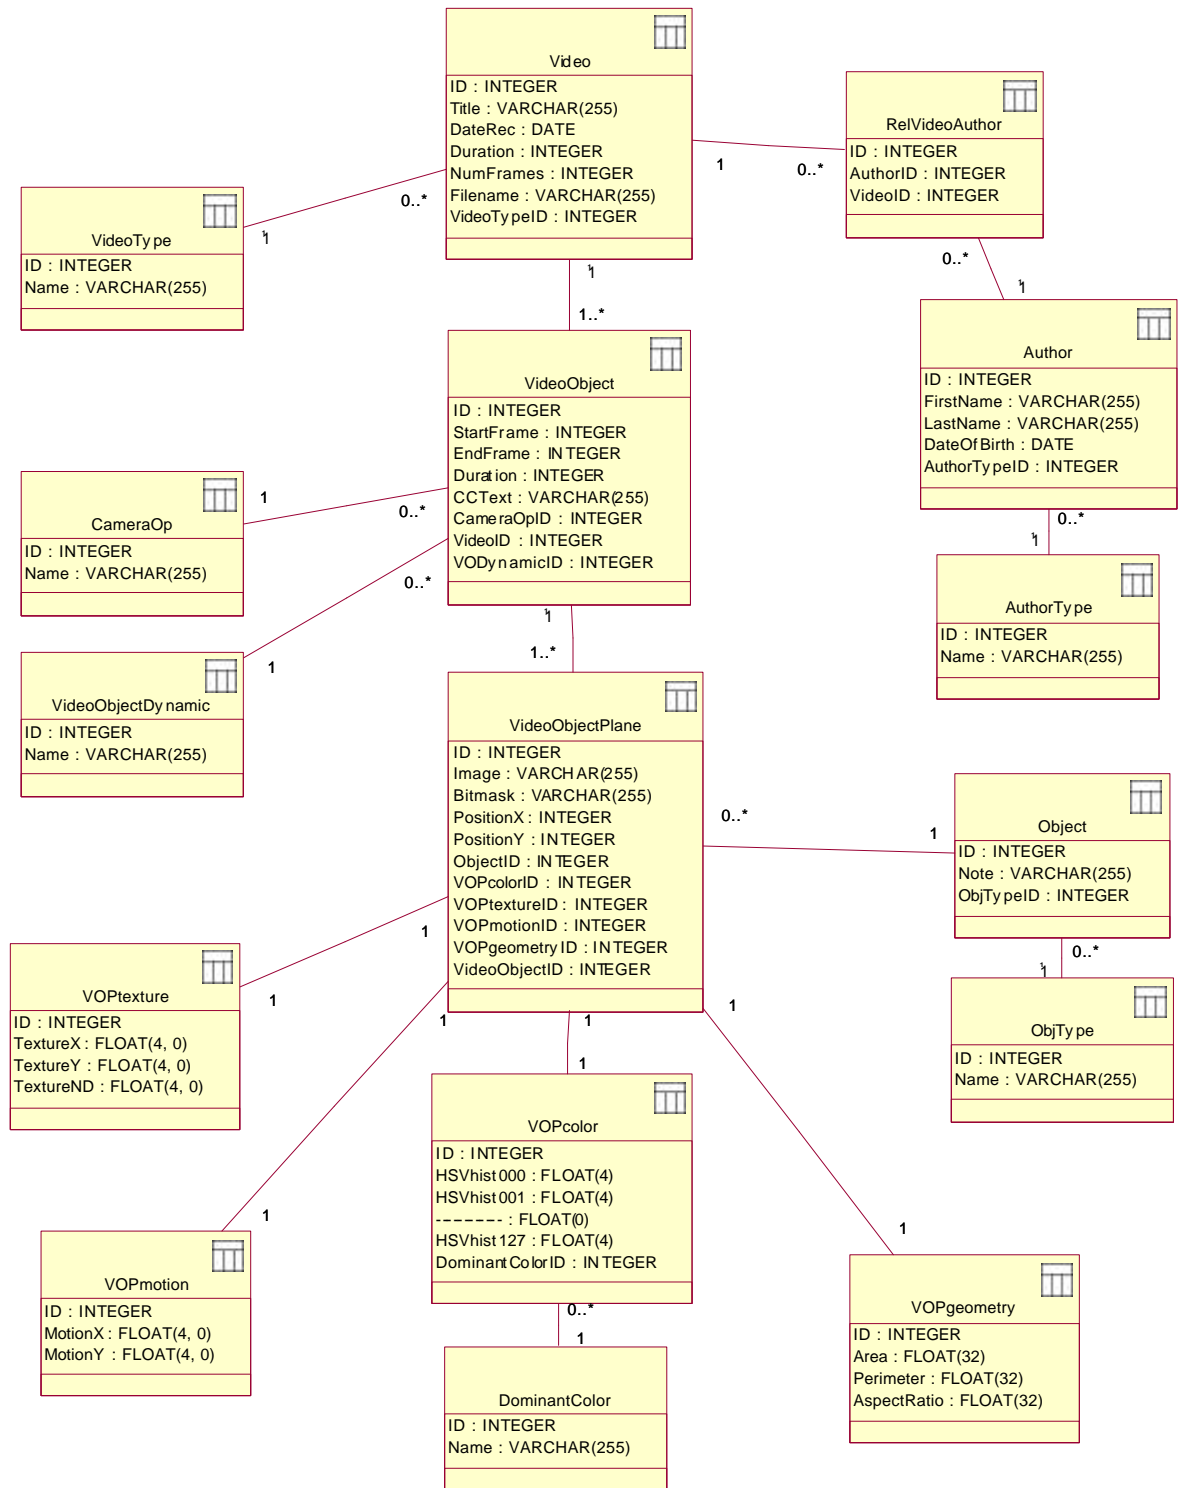 Video
ID : INTEGER
Title : VARCHAR(255)
DateRec : DATE
Duration : INTEGER
NumFrames : INTEGER
Filename : VARCHAR(255)
VideoTypeID : INTEGER
1
0..*
RelVideoAuthor
ID : INTEGER
AuthorID : INTEGER
VideoID : INTEGER
0..*
1
VideoType
ID : INTEGER
Name : VARCHAR(255)
0..*
1
1
1..*
Author
ID : INTEGER
FirstName : VARCHAR(255)
LastName : VARCHAR(255)
DateOfBirth : DATE
AuthorTypeID : INTEGER
0..*
1
VideoObject
ID : INTEGER
StartFrame : INTEGER
EndFrame : INTEGER
Duration : INTEGER
CCText : VARCHAR(255)
CameraOpID : INTEGER
VideoID : INTEGER
VODynamicID : INTEGER
CameraOp
ID : INTEGER
Name : VARCHAR(255)
1
0..*
0..*
1
AuthorType
ID : INTEGER
Name : VARCHAR(255)
VideoObjectDynamic
ID : INTEGER
Name : VARCHAR(255)
1
1..*
VideoObjectPlane
ID : INTEGER
Image : VARCHAR(255)
Bitmask : VARCHAR(255)
PositionX : INTEGER
PositionY : INTEGER
ObjectID : INTEGER
VOPcolorID : INTEGER
VOPtextureID : INTEGER
VOPmotionID : INTEGER
VOPgeometryID : INTEGER
VideoObjectID : INTEGER
0..*
1
Object
ID : INTEGER
Note : VARCHAR(255)
ObjTypeID : INTEGER
0..*
1
ObjType
ID : INTEGER
Name : VARCHAR(255)
VOPtexture
ID : INTEGER
TextureX : FLOAT(4, 0)
TextureY : FLOAT(4, 0)
TextureND : FLOAT(4, 0)
1
1
1
1
1
1
1
1
VOPcolor
ID : INTEGER
HSVhist000 : FLOAT(4)
HSVhist001 : FLOAT(4)
------- : FLOAT(0)
HSVhist127 : FLOAT(4)
DominantColorID : INTEGER
0..*
1
VOPmotion
ID : INTEGER
MotionX : FLOAT(4, 0)
MotionY : FLOAT(4, 0)
VOPgeometry
ID : INTEGER
Area : FLOAT(32)
Perimeter : FLOAT(32)
AspectRatio : FLOAT(32)
DominantColor
ID : INTEGER
Name : VARCHAR(255)